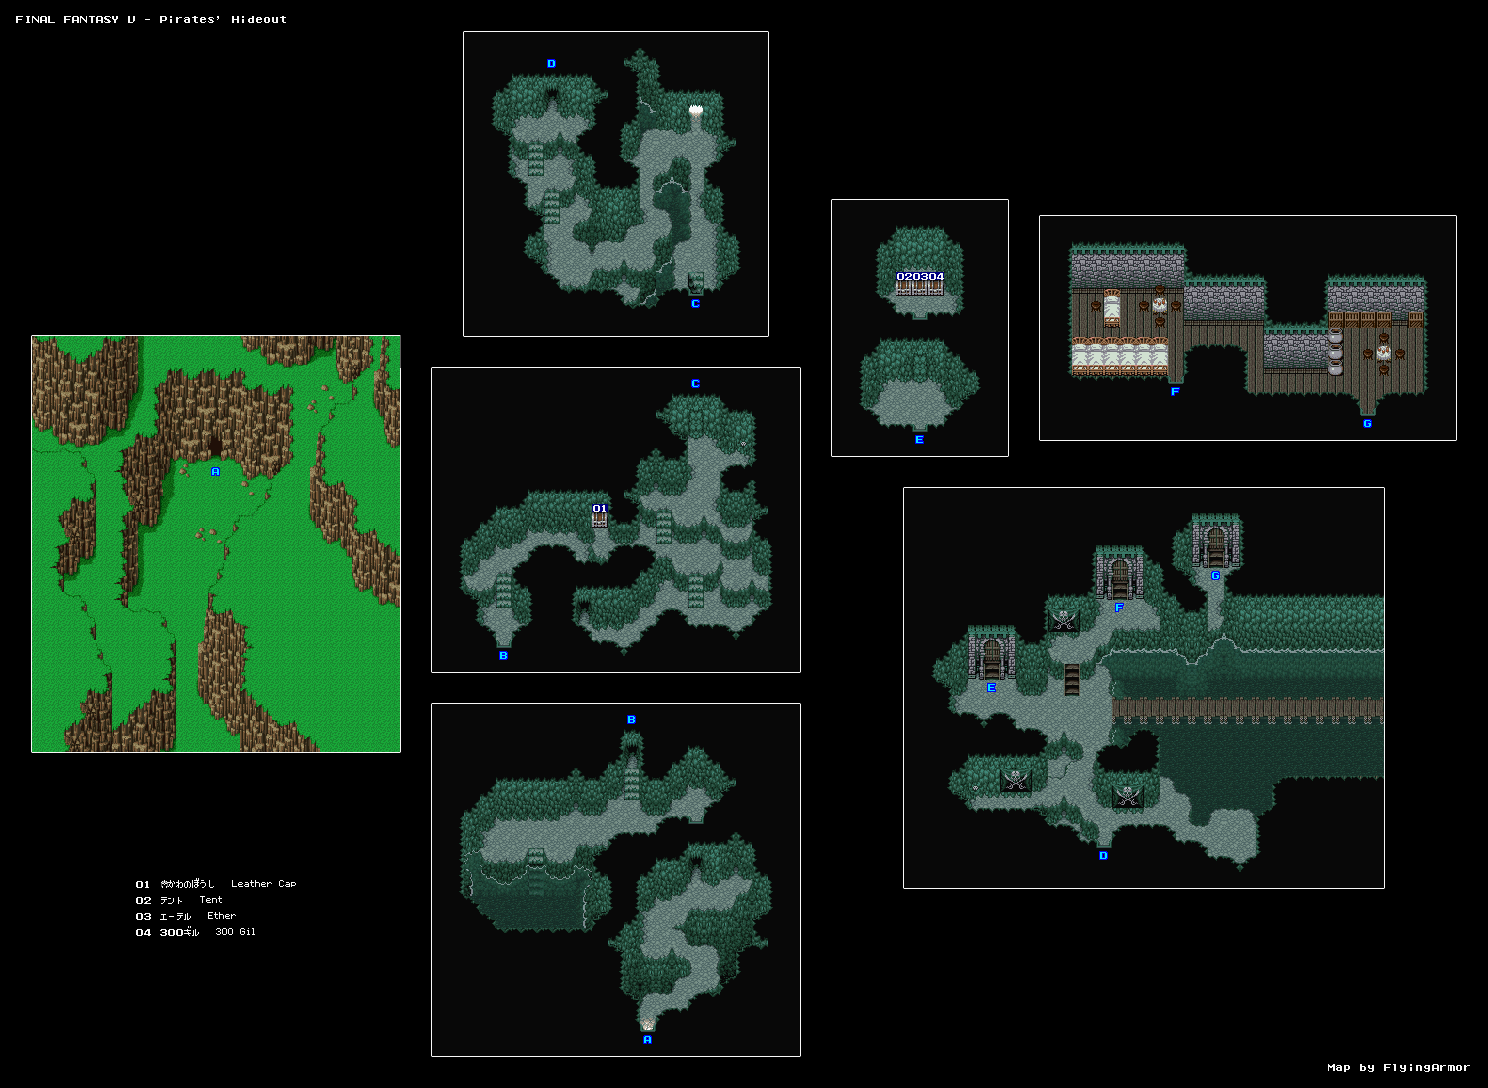 FINAL FANTASY V - Pirates' Hideout
D
C
020304
E
F
G
A
C
01
B
G
F
E
D
B
A
01 かわのぼうし Leather Cap
02 テント Tent
03 エーテル Ether
04 300ギル 300 Gil
Map by FlyingArmor